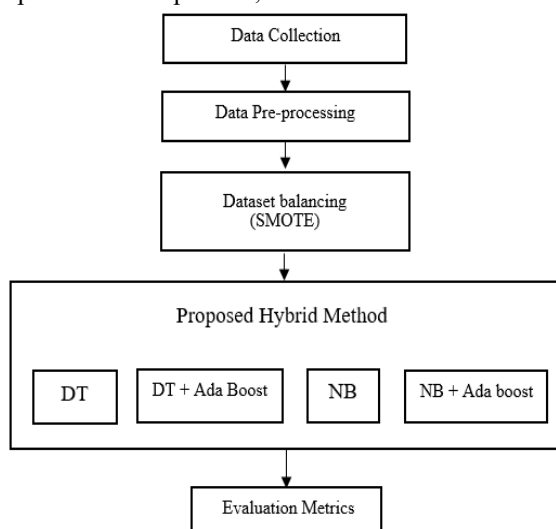 Data Collection
Data Pre-processing
Dataset balancing
(SMOTE)
Proposed Hybrid Method
DT
DT + Ada Boost
NB
NB + Ada boost
Evaluation Metrics